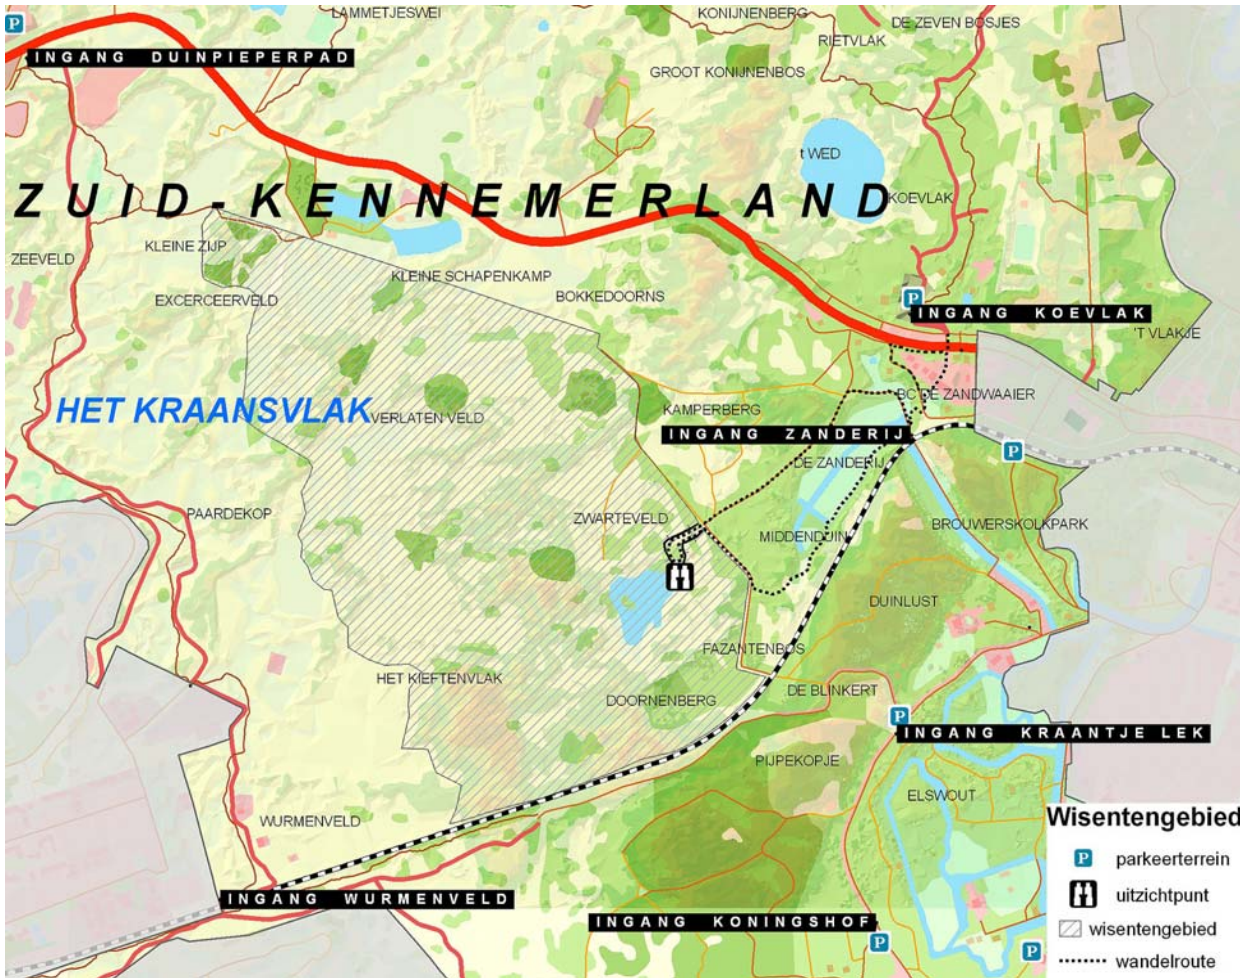 LAMMETJESWEI
KONIJNENBERG
DE ZEVEN BOSJES
P
RIETVLAK
INGANG DUINPIEPERPAD
GROOT KONIJNENBOS
t WED
ZUID-KENNEMERLAND
KOEVLAK
KLEINE ZIJP
ZEEVELD
KLEINE SCHAPENKAMP
EXCERCEERVELD
BOKKEDOORNS
P
INGANG KOEVLAK
'T VLAKJE
BC DE ZANDWAAIER
HET KRAANSVLAK
VERLATEN VELD
KAMPERBERG
INGANG ZANDERIJ
P
DE ZANDERIJ
PAARDEKOP
ZWARTEVELD
BROUWERSKOLKPARK
MIDDENDUIN
DUINLUST
FAZANTENBOS
HET KIEFTENVLAK
DOORNENBERG
DE BLINKERT
P
INGANG KRAANTJE LEK
PIJPEKOPJE
ELSWOUT
WURMENVELD
Wisentengebied
P parkeerterrein
uitzichtpunt
INGANG WURMENVELD
INGANG KONINGSHOF
wisentengebied
P
P
wandelroute